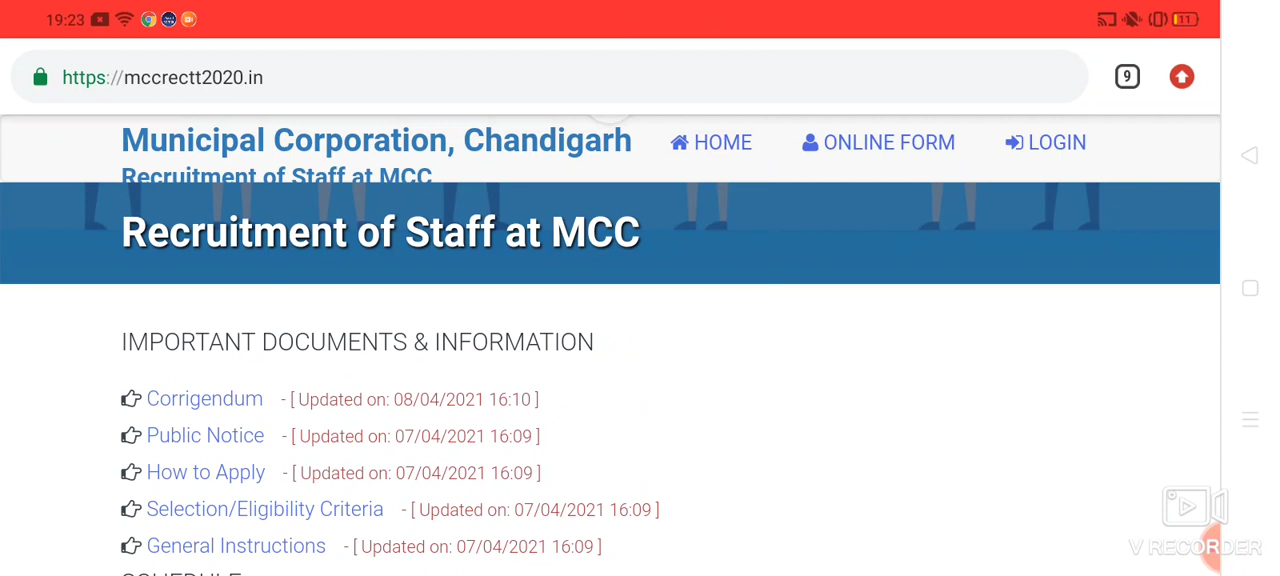 19:23
11
https://mccrectt2020.in
9
Municipal Corporation, Chandigarh
HOME
ONLINE FORM
LOGIN
Recruitment of Staff at MCC
Recruitment of Staff at MCC
IMPORTANT DOCUMENTS & INFORMATION
Corrigendum - [ Updated on: 08/04/2021 16:10 ]
Public Notice - [ Updated on: 07/04/2021 16:09 ]
How to Apply - [ Updated on: 07/04/2021 16:09 ]
Selection/Eligibility Criteria - [ Updated on: 07/04/2021 16:09 ]
General Instructions - [ Updated on: 07/04/2021 16:09 ]
SCHEDULE
V RECORDER